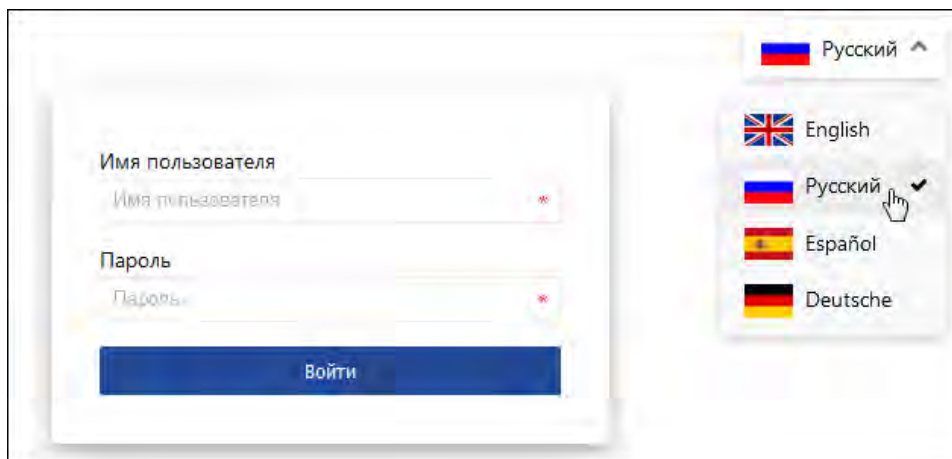 Русский
Имя пользователя
Имя пользователя *
Пароль
Пароль *
Войти
English
Русский
Español
Deutsche